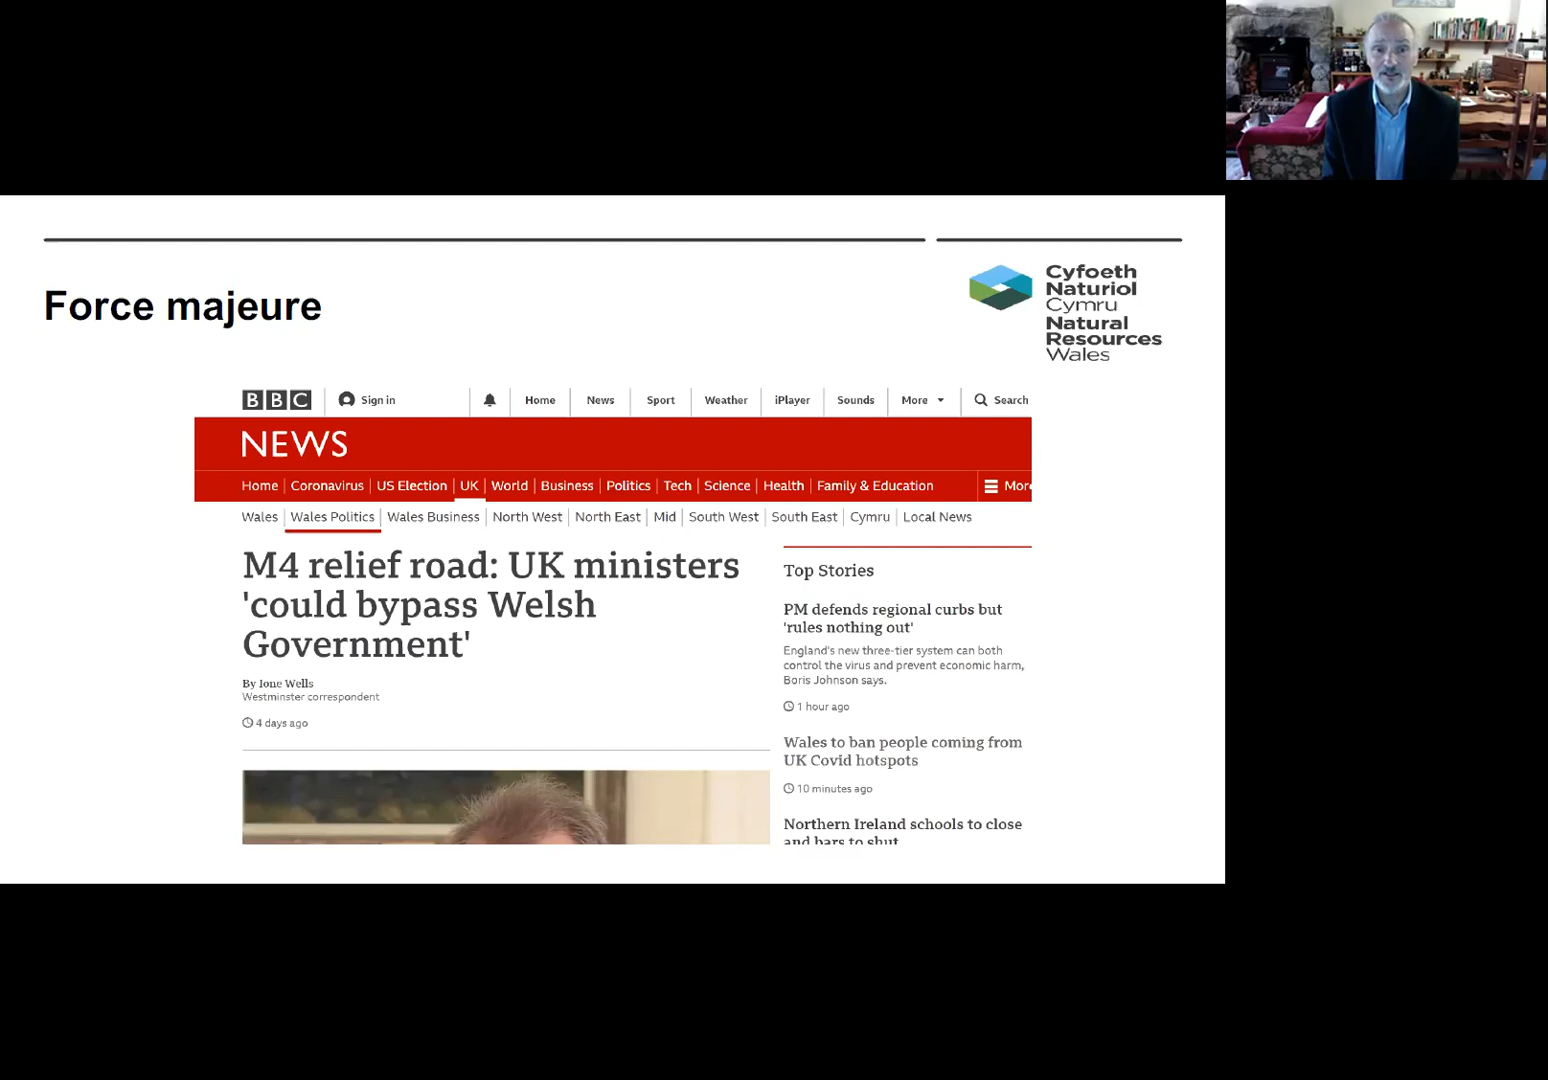 Force majeure
Cyfoeth
Naturiol
Cymru
Natural
Resources
Wales
BBC Sign in Home News Sport Weather iPlayer Sounds More Search
NEWS
Home Coronavirus US Election UK World Business Politics Tech Science Health Family & Education More
Wales Wales Politics Wales Business North West North East Mid South West South East Cymru Local News
M4 relief road: UK ministers
'could bypass Welsh
Government'
By Ione Wells
Westminster correspondent
4 days ago
Top Stories
PM defends regional curbs but
'rules nothing out'
England's new three-tier system can both
control the virus and prevent economic harm,
Boris Johnson says.
1 hour ago
Wales to ban people coming from
UK Covid hotspots
10 minutes ago
Northern Ireland schools to close
and bars to shut